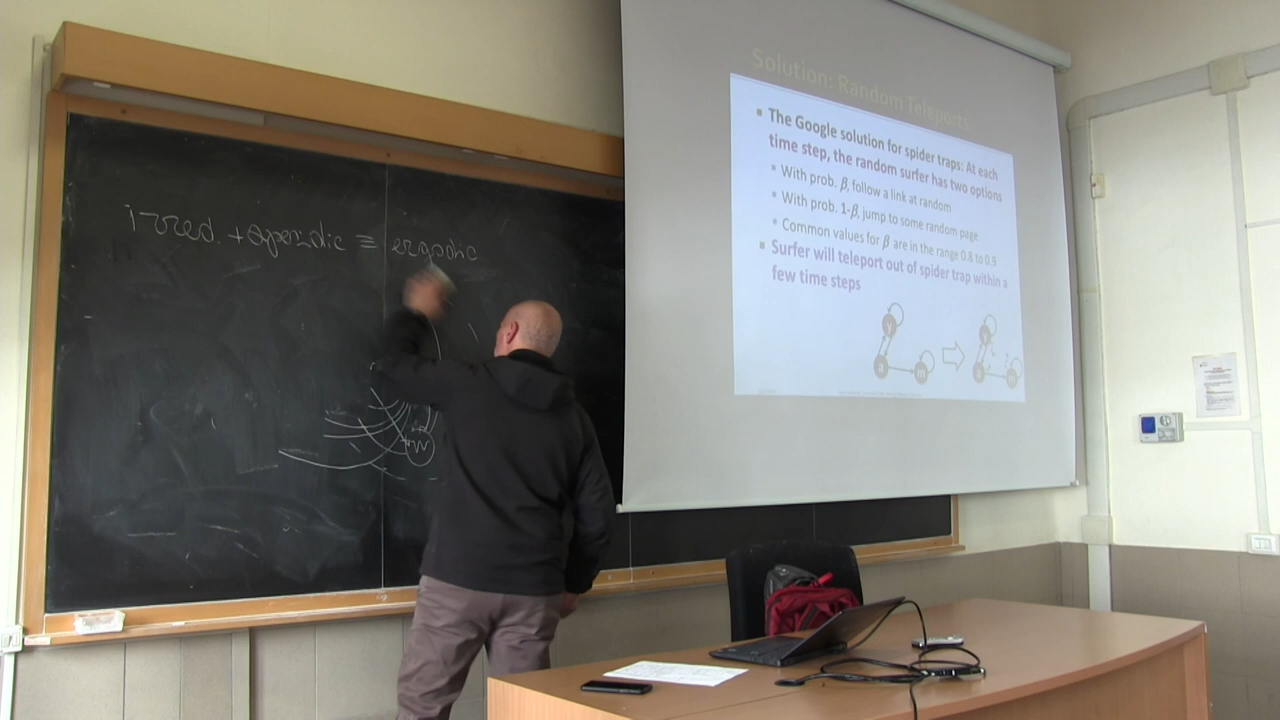 irred. + aperiodic ≡ ergodic
W
Solution: Random Teleports
▪ The Google solution for spider traps: At each
time step, the random surfer has two options
▪ With prob. β, follow a link at random
▪ With prob. 1-β, jump to some random page
▪ Common values for β are in the range 0.8 to 0.9
▪ Surfer will teleport out of spider trap within a
few time steps
y
y
a
m
a
m